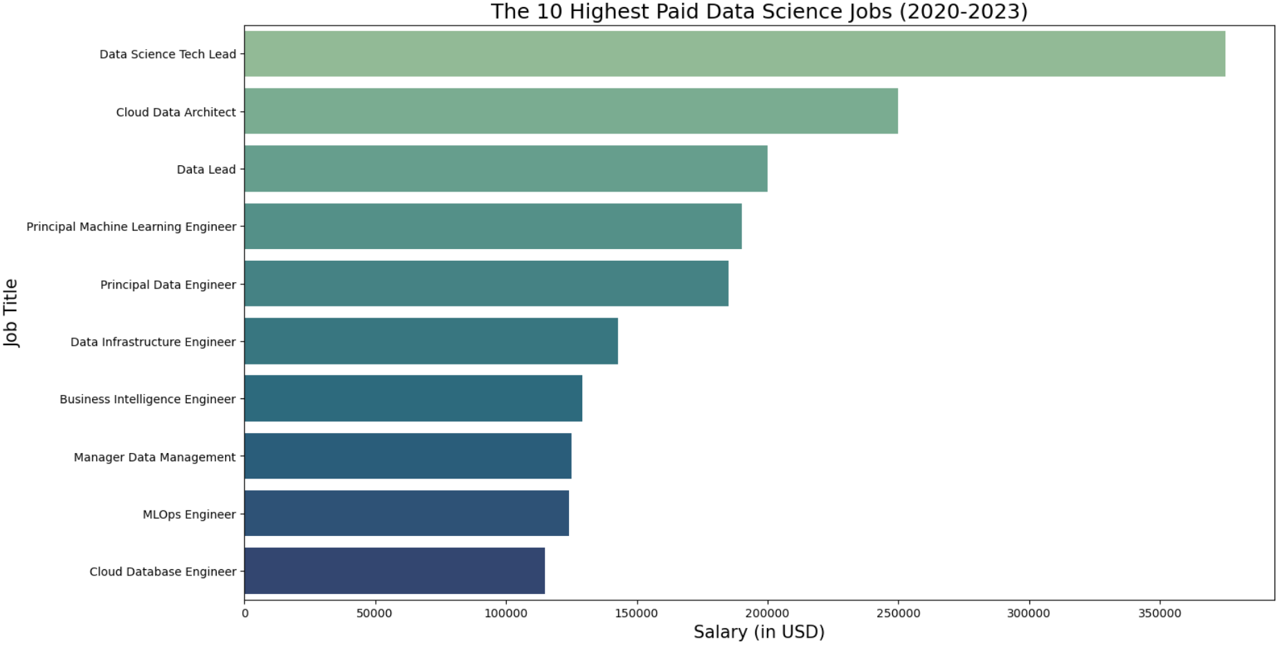 The 10 Highest Paid Data Science Jobs (2020-2023)
Job Title
Data Science Tech Lead
Cloud Data Architect
Data Lead
Principal Machine Learning Engineer
Principal Data Engineer
Data Infrastructure Engineer
Business Intelligence Engineer
Manager Data Management
MLOps Engineer
Cloud Database Engineer
0 50000 100000 150000 200000 250000 300000 350000
Salary (in USD)